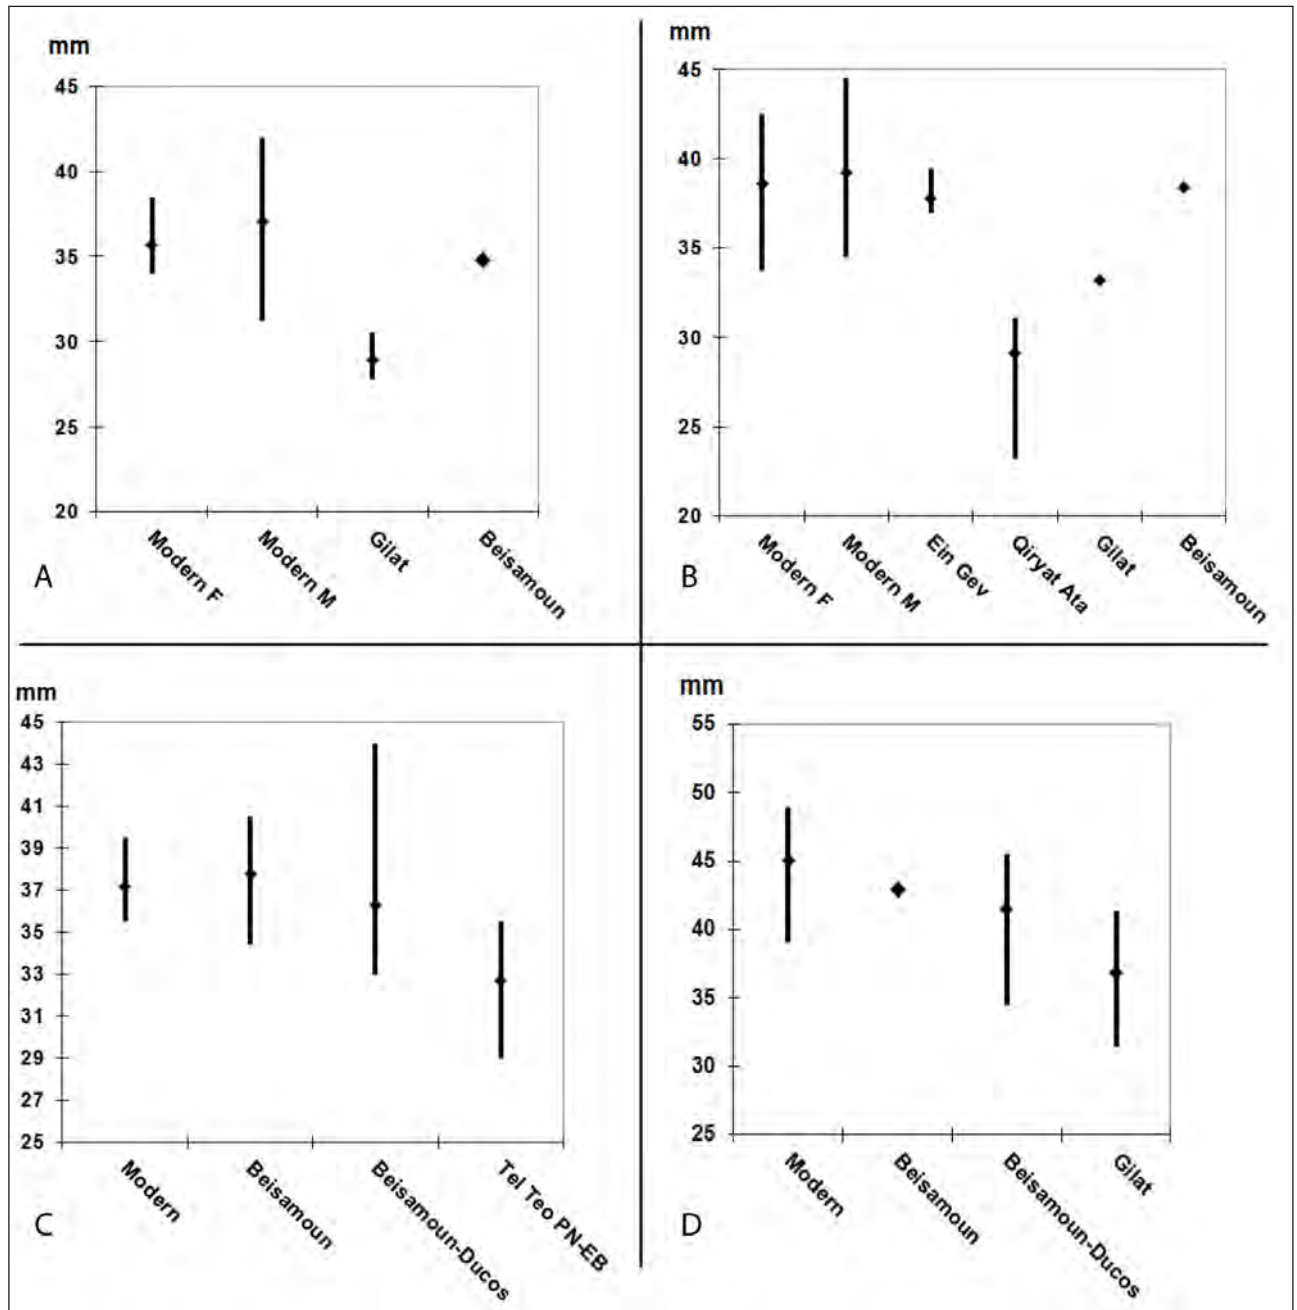 mm
45
40
35
30
25
20
Modern F
Modern M
Gilat
Beisamoun
A
mm
45
40
35
30
25
20
Modern F
Modern M
Ein Gev
Qiryat Ata
Gilat
Beisamoun
B
mm
45
43
41
39
37
35
33
31
29
27
25
Modern
Beisamoun
Beisamoun-Ducos
Tel Teo PN-EB
C
mm
55
50
45
40
35
30
25
Modern
Beisamoun
Beisamoun-Ducos
Gilat
D